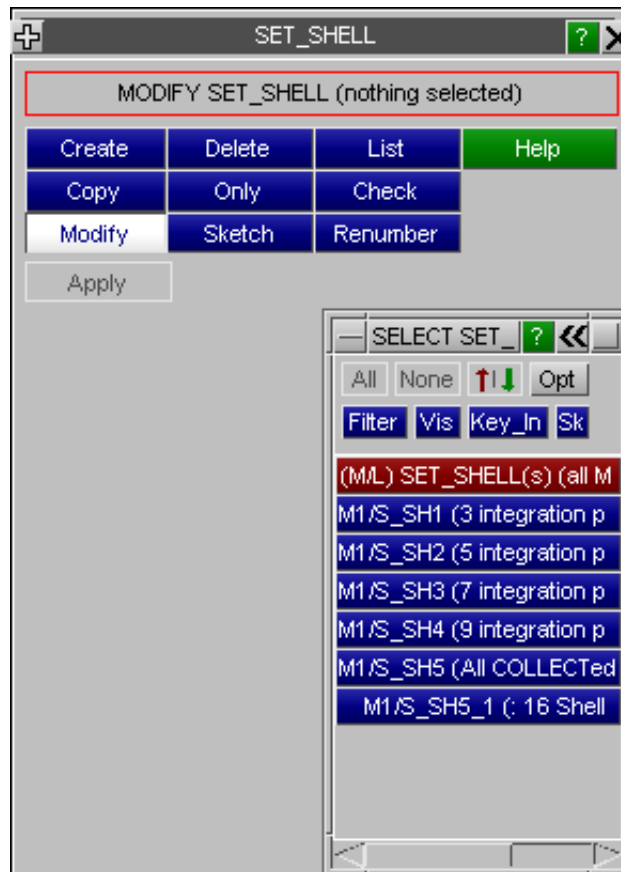 SET_SHELL ? X
MODIFY SET_SHELL (nothing selected)
Create Delete List Help
Copy Only Check
Modify Sketch Renumber
Apply
SELECT SET_ ?
All None Opt
Filter Vis Key_In Sk
(M/L) SET_SHELL(s) (all M
M1/S_SH1 (3 integration p
M1/S_SH2 (5 integration p
M1/S_SH3 (7 integration p
M1/S_SH4 (9 integration p
M1/S_SH5 (All COLLECTed
M1/S_SH5_1 (: 16 Shell